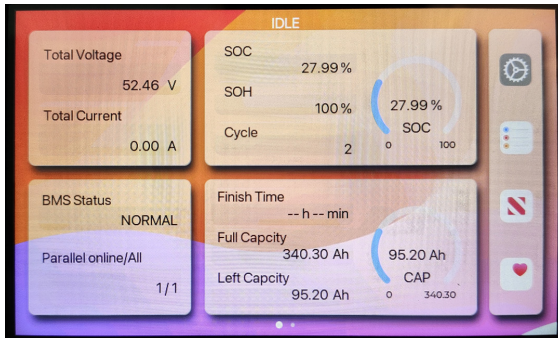 IDLE
Total Voltage
52.46 V
Total Current
0.00 A
SOC
27.99 %
SOH
100 %
Cycle
2
27.99 %
SOC
0 100
BMS Status
NORMAL
Parallel online/All
1/1
Finish Time
-- h -- min
Full Capcity
340.30 Ah
Left Capcity
95.20 Ah
95.20 Ah
CAP
0 340.30